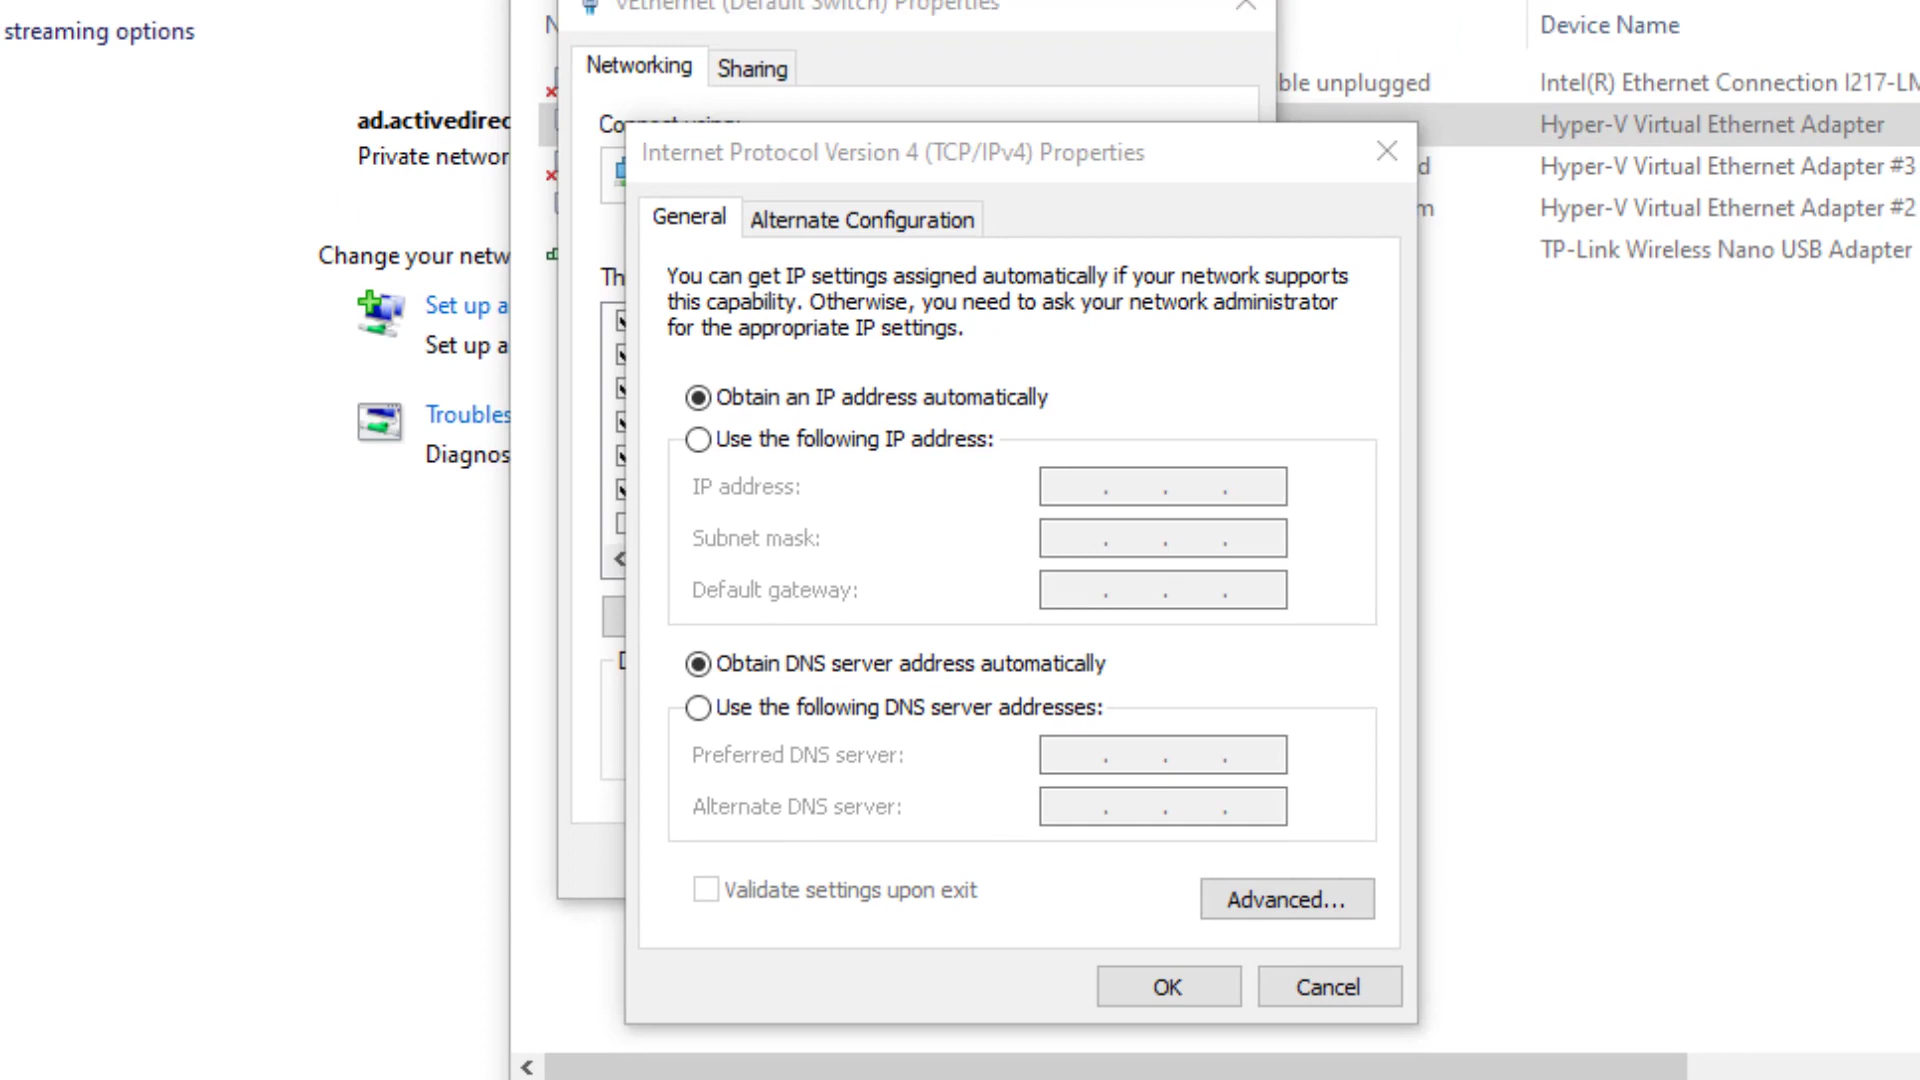 streaming options
ad.activedirec
Private networ
Change your netw
Set up a
Set up a
Troubles
Diagnos
vEthernet (Default Switch) Properties
Networking
Sharing
Connect using:
Th
Internet Protocol Version 4 (TCP/IPv4) Properties
General
Alternate Configuration
You can get IP settings assigned automatically if your network supports
this capability. Otherwise, you need to ask your network administrator
for the appropriate IP settings.
Obtain an IP address automatically
Use the following IP address:
IP address:
Subnet mask:
Default gateway:
Obtain DNS server address automatically
Use the following DNS server addresses:
Preferred DNS server:
Alternate DNS server:
Validate settings upon exit
Advanced...
OK
Cancel
Device Name
ble unplugged
Intel(R) Ethernet Connection I217-LM
Hyper-V Virtual Ethernet Adapter
d
Hyper-V Virtual Ethernet Adapter #3
m
Hyper-V Virtual Ethernet Adapter #2
TP-Link Wireless Nano USB Adapter